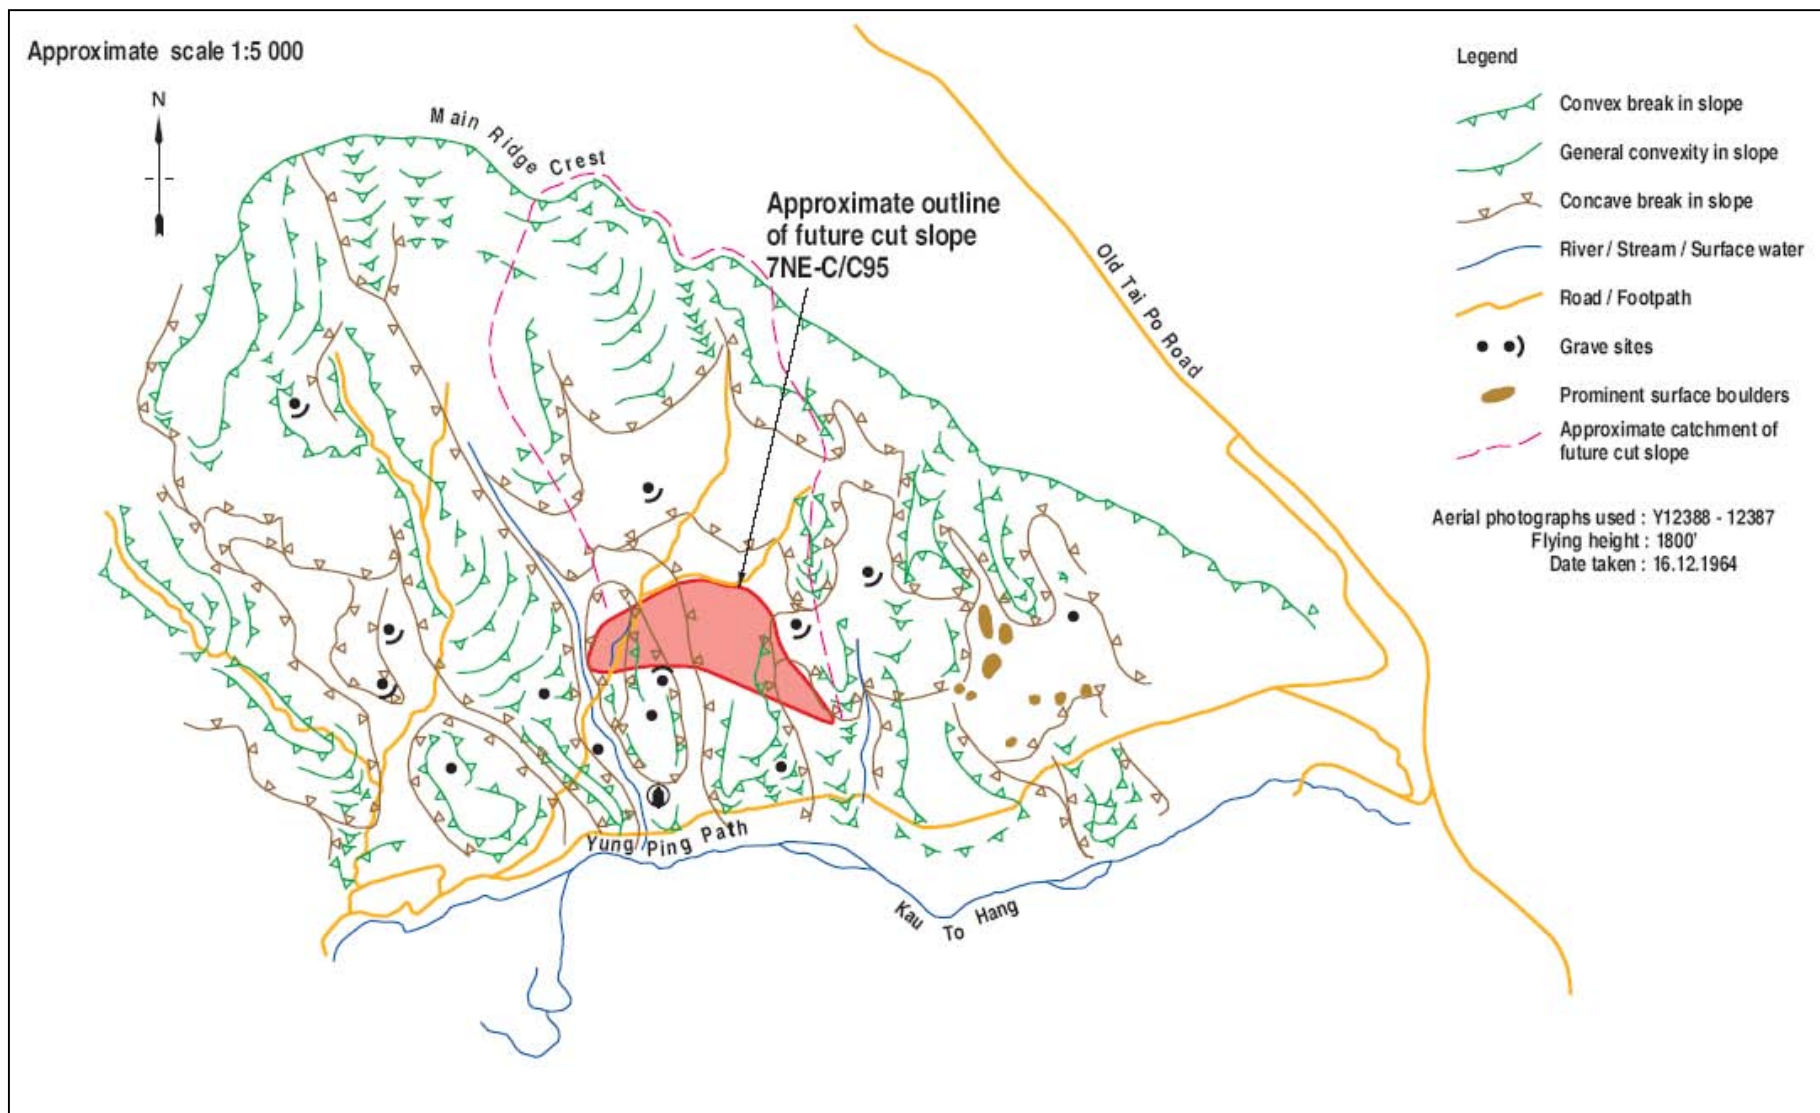 Approximate scale 1:5 000
N
Main Ridge Crest
Approximate outline
of future cut slope
7NE-C/C95
Old Tai Po Road
Yung Ping Path
Kau To Hang
Legend
Convex break in slope
General convexity in slope
Concave break in slope
River / Stream / Surface water
Road / Footpath
Grave sites
Prominent surface boulders
Approximate catchment of
future cut slope
Aerial photographs used : Y12388 - 12387
Flying height : 1800'
Date taken : 16.12.1964